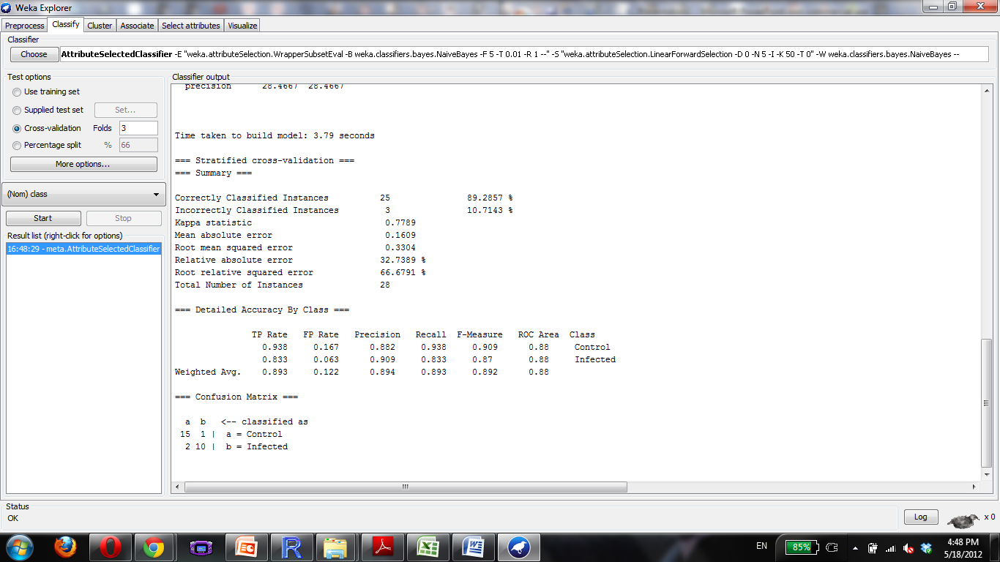 Weka Explorer
Preprocess Classify Cluster Associate Select attributes Visualize
Classifier
Choose AttributeSelectedClassifier -E "weka.attributeSelection.WrapperSubsetEval -B weka.classifiers.bayes.NaiveBayes -F 5 -T 0.01 -R 1 --" -S "weka.attributeSelection.LinearForwardSelection -D 0 -N 5 -I -K 50 -T 0" -W weka.classifiers.bayes.NaiveBayes --
Test options
Use training set
Supplied test set Set...
Cross-validation Folds 3
Percentage split % 66
More options...
(Nom) class
Start Stop
Result list (right-click for options)
16:48:29 - meta.AttributeSelectedClassifier
Classifier output
precision 28.4667 28.4667
Time taken to build model: 3.79 seconds
=== Stratified cross-validation ===
=== Summary ===
Correctly Classified Instances 25 89.2857 %
Incorrectly Classified Instances 3 10.7143 %
Kappa statistic 0.7789
Mean absolute error 0.1609
Root mean squared error 0.3304
Relative absolute error 32.7389 %
Root relative squared error 66.6791 %
Total Number of Instances 28
=== Detailed Accuracy By Class ===
TP Rate FP Rate Precision Recall F-Measure ROC Area Class
0.938 0.167 0.882 0.938 0.909 0.88 Control
0.833 0.063 0.909 0.833 0.87 0.88 Infected
Weighted Avg. 0.893 0.122 0.894 0.893 0.892 0.88
=== Confusion Matrix ===
a b <-- classified as
15 1 | a = Control
2 10 | b = Infected
Status
OK
Log x 0
EN 85% 4:48 PM
5/18/2012